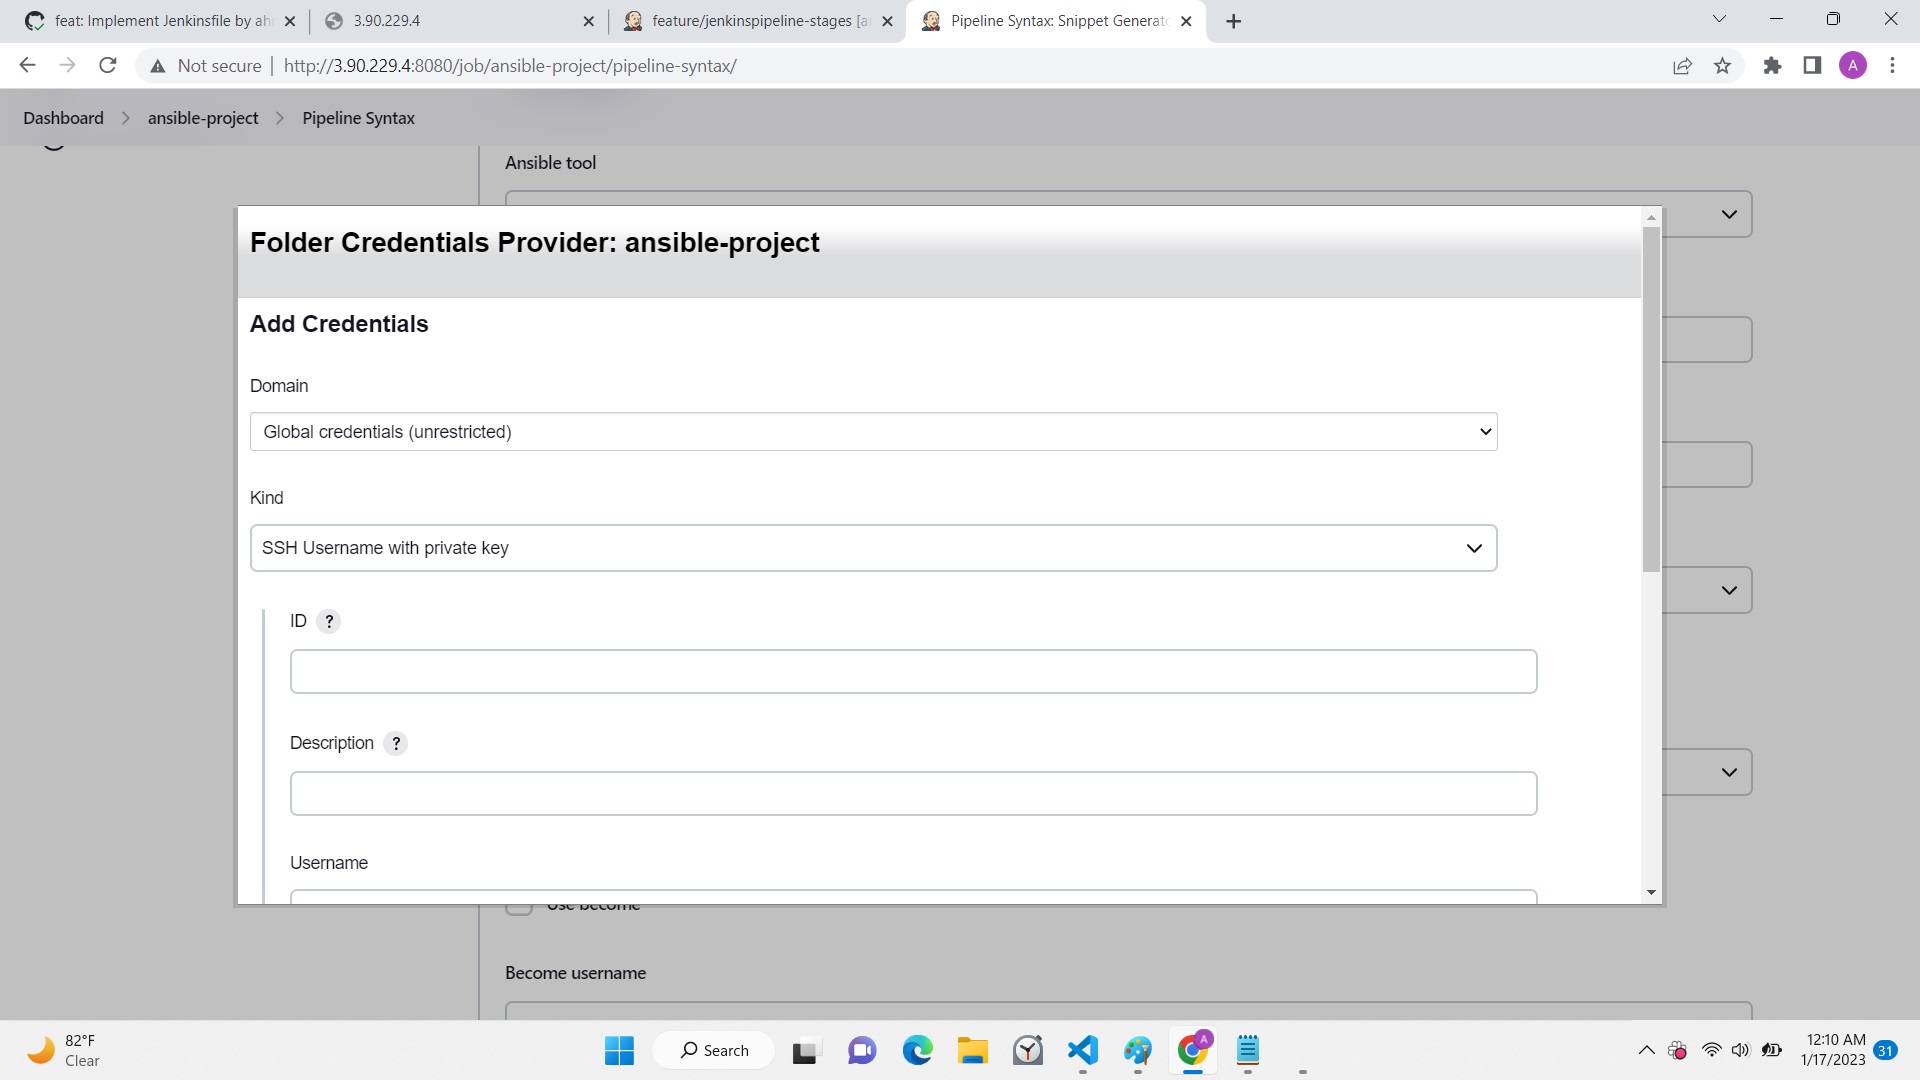 feat: Implement Jenkinsfile by ah
3.90.229.4
feature/jenkinspipeline-stages [a
Pipeline Syntax: Snippet Generato
Not secure
http://3.90.229.4:8080/job/ansible-project/pipeline-syntax/
A
Dashboard
ansible-project
Pipeline Syntax
Ansible tool
Folder Credentials Provider: ansible-project
Add Credentials
Domain
Global credentials (unrestricted)
Kind
SSH Username with private key
ID ?
Description ?
Username
Use become
Become username
82°F
Clear
Search
A
12:10 AM
1/17/2023
31